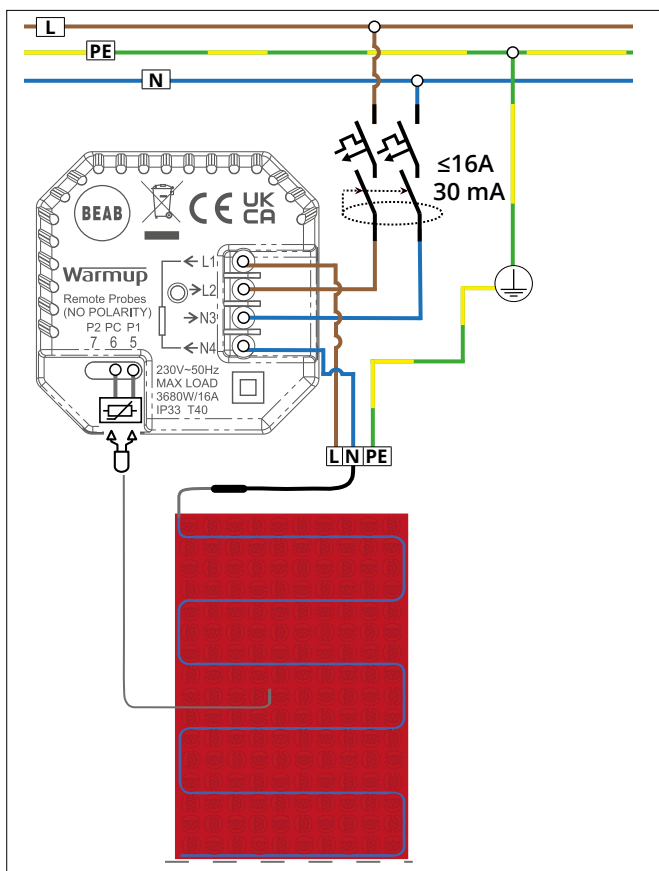 L
PE
N
≤16A
30 mA
BEAB
CE UK
CA
Warmup
Remote Probes
(NO POLARITY)
P2 PC P1
7 6 5
L1
L2
N3
N4
230V~50Hz
MAX LOAD
3680W/16A
IP33 T40
L N PE